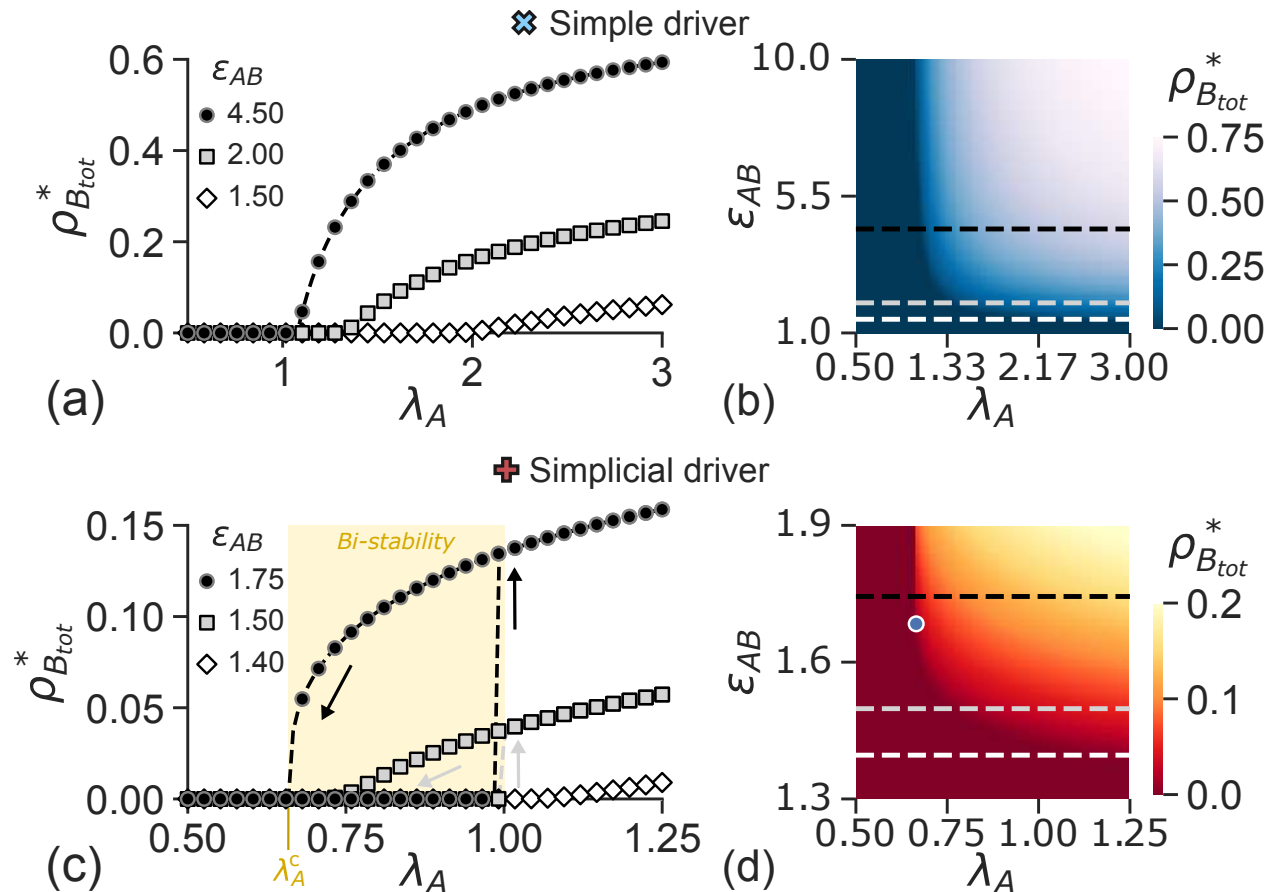 Simple driver
ε_AB
4.50
2.00
1.50
0.6
0.4
0.2
0.0
ρ*_{B_tot}
1
2
3
λ_A
(a)
10.0
5.5
1.0
ε_AB
0.50
1.33
2.17
3.00
λ_A
(b)
ρ*_{B_tot}
0.75
0.50
0.25
0.00
Simplicial driver
Bi-stability
ε_AB
1.75
1.50
1.40
0.15
0.10
0.05
0.00
ρ*_{B_tot}
0.50
0.75
1.00
1.25
λ_A^c
λ_A
(c)
1.9
1.6
1.3
ε_AB
0.50
0.75
1.00
1.25
λ_A
(d)
ρ*_{B_tot}
0.2
0.1
0.0